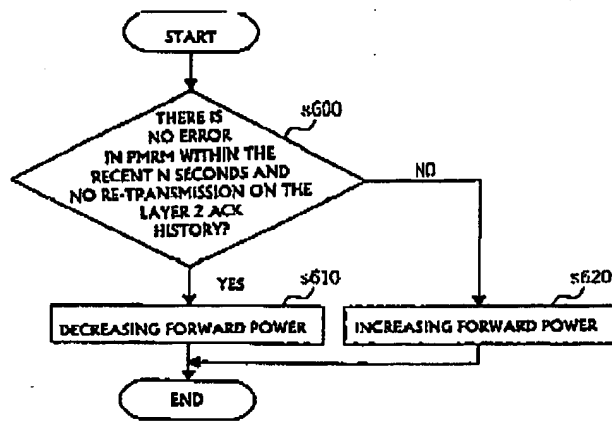 START
s600
THERE IS
NO ERROR
IN PMRM WITHIN THE
RECENT N SECONDS AND
NO RE-TRANSMISSION ON THE
LAYER 2 ACK
HISTORY?
NO
YES
s610
s620
DECREASING FORWARD POWER
INCREASING FORWARD POWER
END